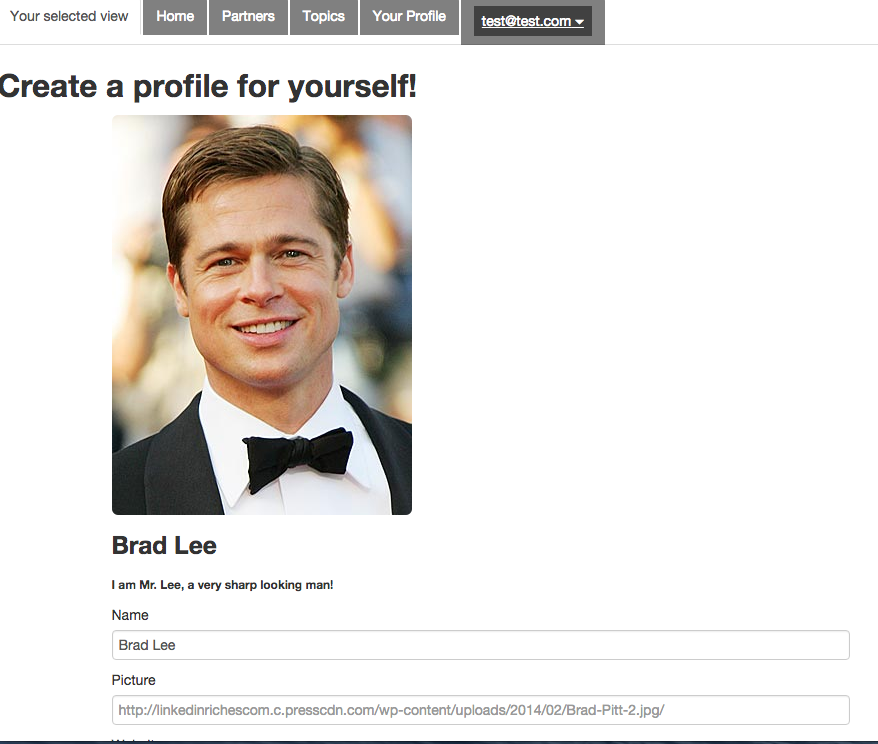 Your selected view Home Partners Topics Your Profile test@test.com
Create a profile for yourself!
Brad Lee
I am Mr. Lee, a very sharp looking man!
Name
Brad Lee
Picture
http://linkedinrichescom.c.presscdn.com/wp-content/uploads/2014/02/Brad-Pitt-2.jpg/